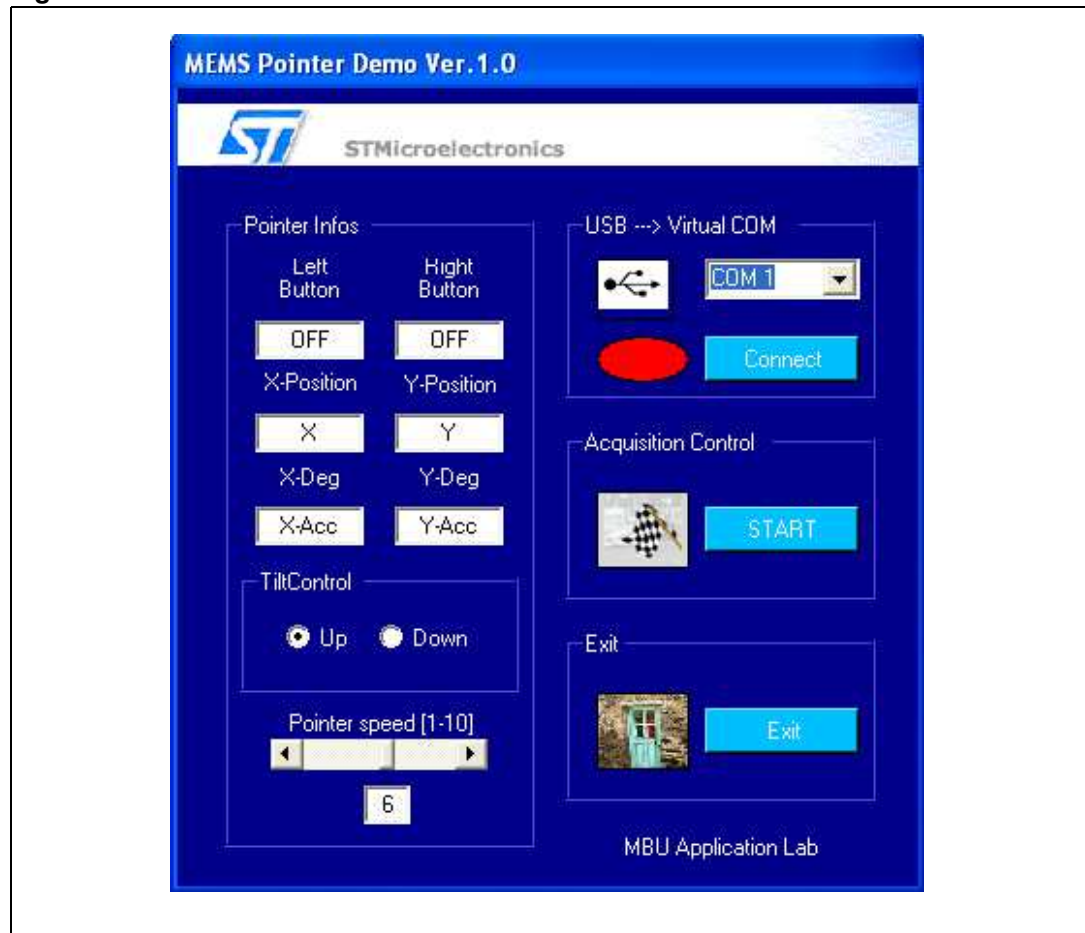 MEMS Pointer Demo Ver.1.0
ST
STMicroelectronics
Pointer Infos
Left
Button
Right
Button
OFF
OFF
X-Position
Y-Position
X
Y
X-Deg
Y-Deg
X-Acc
Y-Acc
TiltControl
Up
Down
Pointer speed [1-10]
6
USB ---> Virtual COM
COM 1
Connect
Acquisition Control
START
Exit
Exit
MBU Application Lab